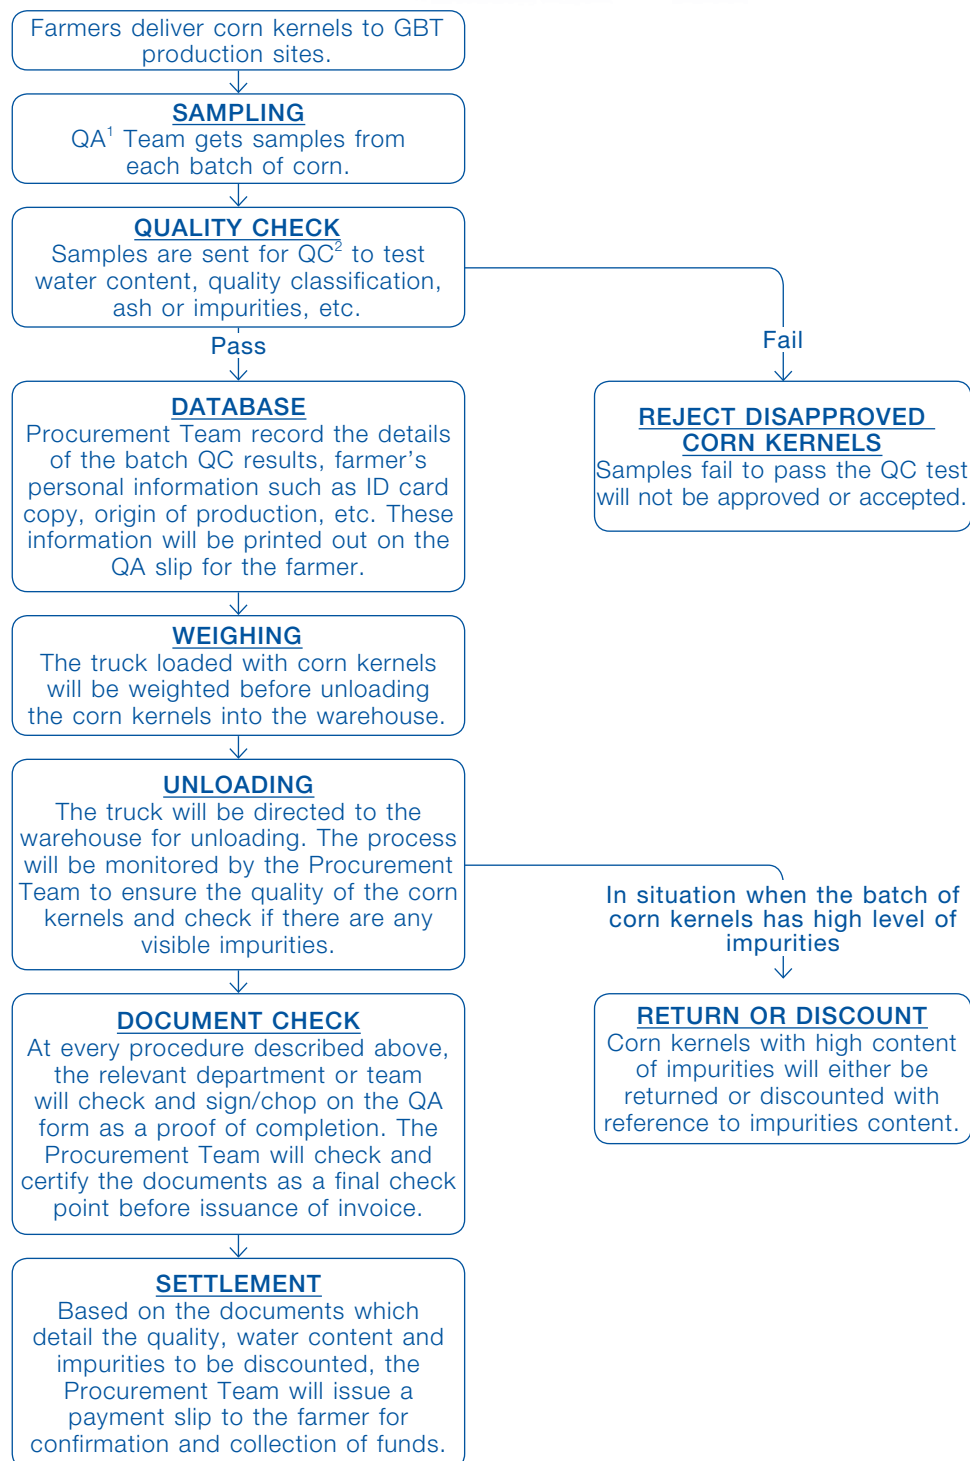 Farmers deliver corn kernels to GBT
production sites.
SAMPLING
QA¹ Team gets samples from
each batch of corn.
QUALITY CHECK
Samples are sent for QC² to test
water content, quality classification,
ash or impurities, etc.
Pass
Fail
DATABASE
Procurement Team record the details
of the batch QC results, farmer's
personal information such as ID card
copy, origin of production, etc. These
information will be printed out on the
QA slip for the farmer.
REJECT DISAPPROVED
CORN KERNELS
Samples fail to pass the QC test
will not be approved or accepted.
WEIGHING
The truck loaded with corn kernels
will be weighted before unloading
the corn kernels into the warehouse.
UNLOADING
The truck will be directed to the
warehouse for unloading. The process
will be monitored by the Procurement
Team to ensure the quality of the corn
kernels and check if there are any
visible impurities.
In situation when the batch of
corn kernels has high level of
impurities
RETURN OR DISCOUNT
Corn kernels with high content
of impurities will either be
returned or discounted with
reference to impurities content.
DOCUMENT CHECK
At every procedure described above,
the relevant department or team
will check and sign/chop on the QA
form as a proof of completion. The
Procurement Team will check and
certify the documents as a final check
point before issuance of invoice.
SETTLEMENT
Based on the documents which
detail the quality, water content and
impurities to be discounted, the
Procurement Team will issue a
payment slip to the farmer for
confirmation and collection of funds.